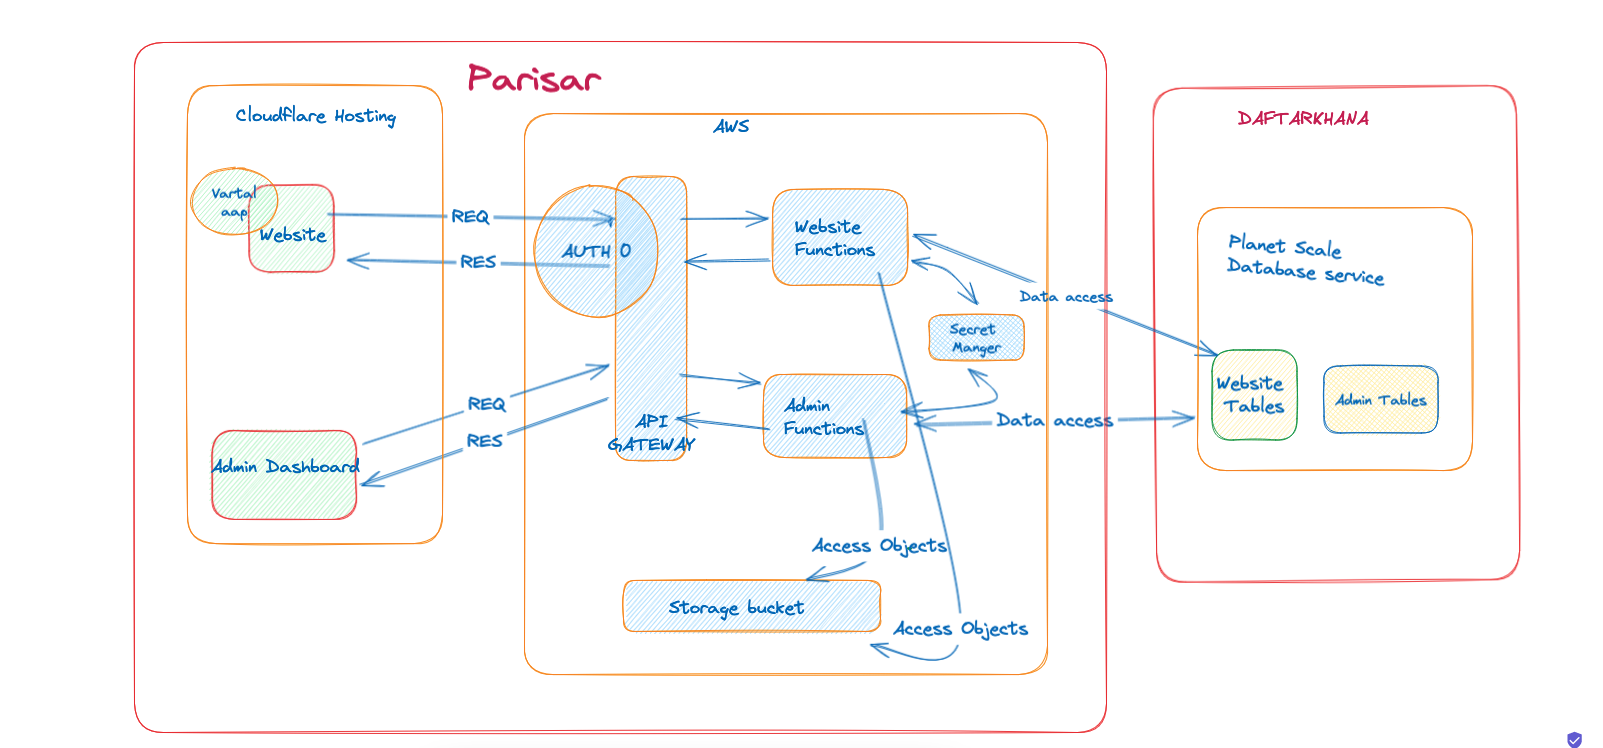 Parisar
Cloudflare Hosting
Vartal
aap
Website
REQ
RES
AWS
AUTH 0
Website
Functions
Secret
Manger
Data access
DAFTARKHANA
Planet Scale
Database service
Website
Tables
Admin Tables
REQ
RES
Admin Dashboard
API
GATEWAY
Admin
Functions
Data access
Access Objects
Storage bucket
Access Objects